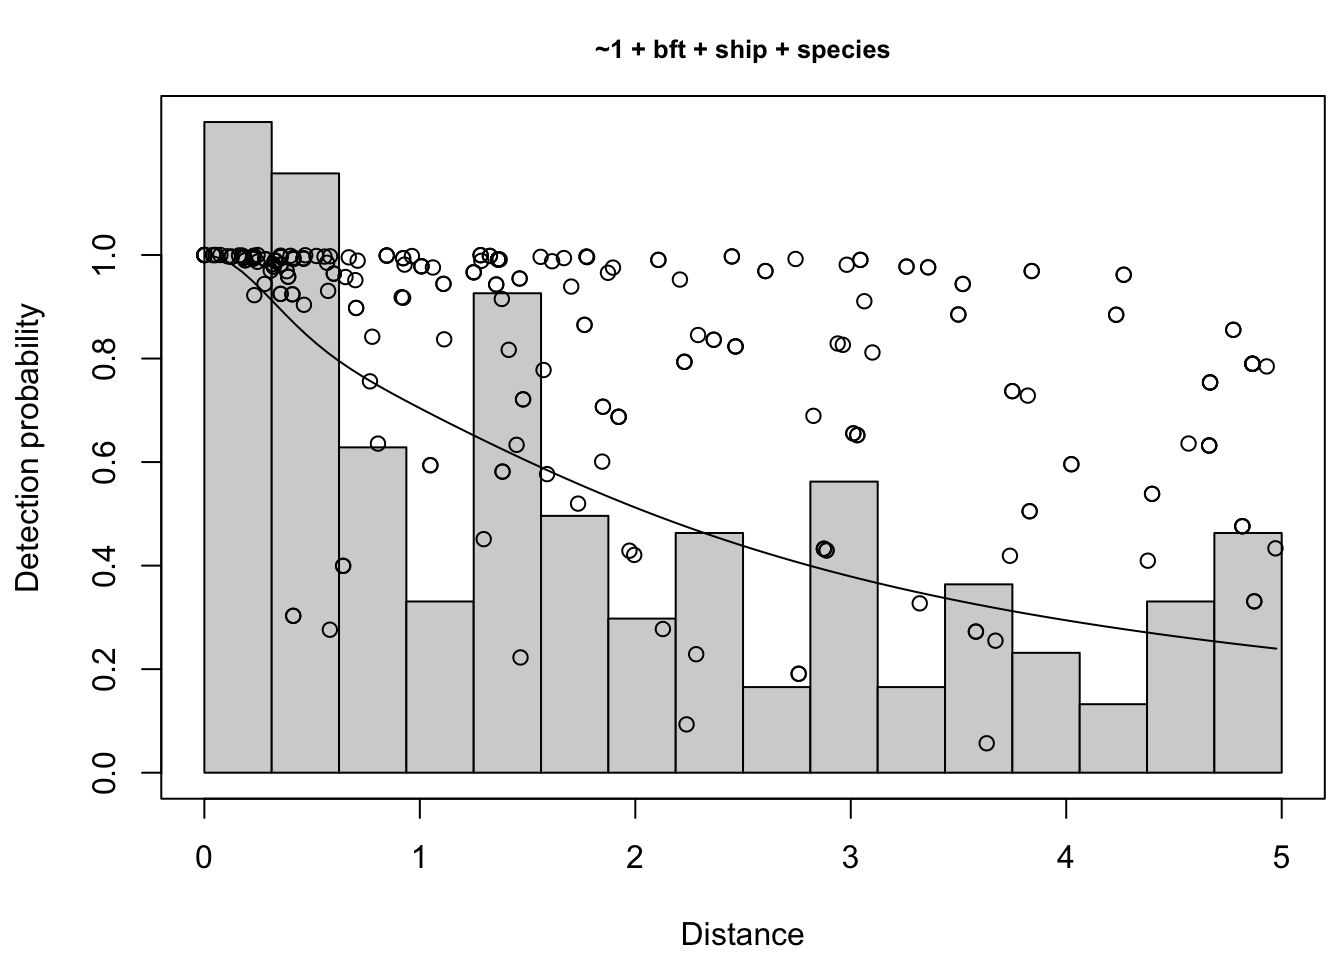 ~1 + bft + ship + species
Detection probability
1.0
0.8
0.6
0.4
0.2
0.0
0 1 2 3 4 5
Distance